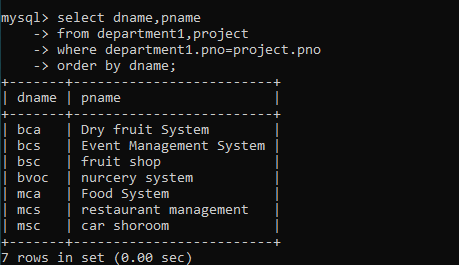 mysql> select dname,pname
    -> from department1,project
    -> where department1.pno=project.pno
    -> order by dname;
+-------+-------------------------+
| dname | pname                   |
+-------+-------------------------+
| bca   | Dry fruit System        |
| bcs   | Event Management System |
| bsc   | fruit shop              |
| bvoc  | nurcery system          |
| mca   | Food System             |
| mcs   | restaurant management   |
| msc   | car shoroom             |
+-------+-------------------------+
7 rows in set (0.00 sec)